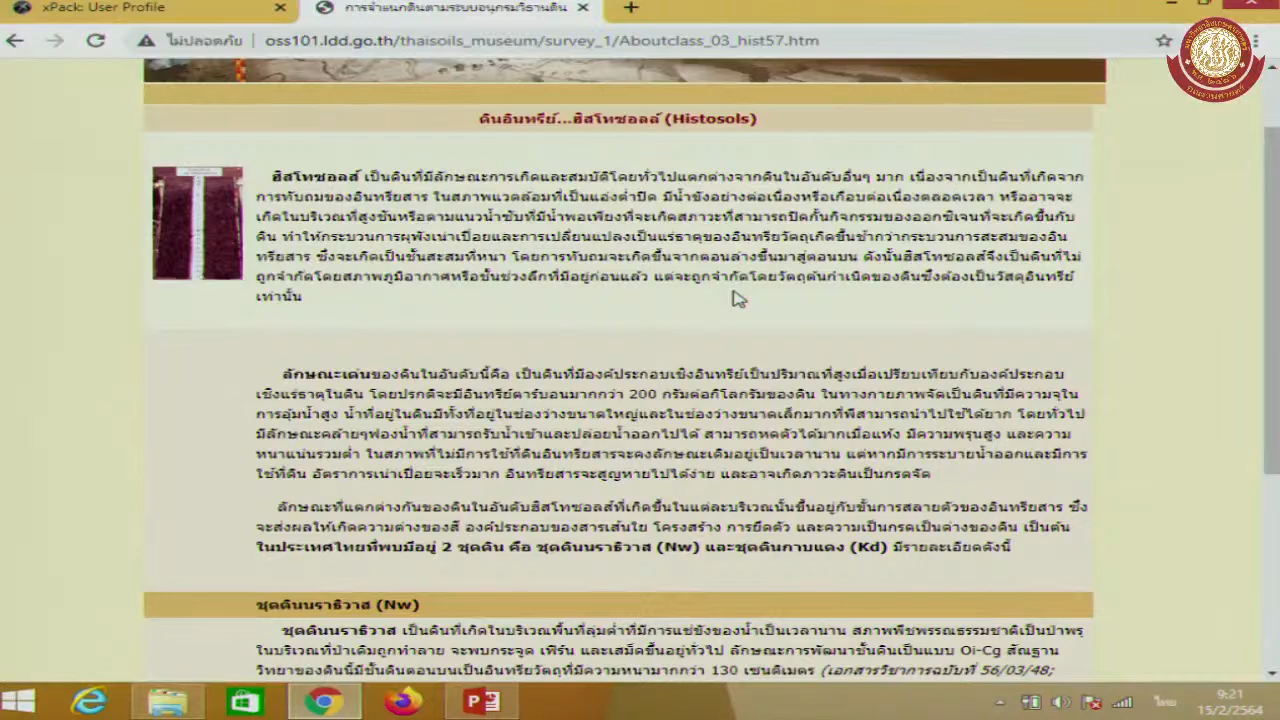 xPack: User Profile
การจำแนกดินตามระบบอนุกรมวิธานดิน
ไม่ปลอดภัย
oss101.ldd.go.th/thaisoils_museum/survey_1/Aboutclass_03_hist57.htm
ดินอินทรีย์...ฮิสโทซอลส์ (Histosols)
ฮิสโทซอลส์ เป็นดินที่มีลักษณะการเกิดและสมบัติโดยทั่วไปแตกต่างจากดินในอันดับอื่นๆ มาก เนื่องจากเป็นดินที่เกิดจาก
การทับถมของอินทรียสาร ในสภาพแวดล้อมที่เป็นแอ่งต่ำปิด มีน้ำขังอย่างต่อเนื่องหรือเกือบต่อเนื่องตลอดเวลา หรืออาจจะ
เกิดในบริเวณที่สูงชันหรือตามแนวน้ำซับที่มีน้ำพอเพียงที่จะเกิดสภาวะที่สามารถปิดกั้นกิจกรรมของออกซิเจนที่จะเกิดขึ้นกับ
ดิน ทำให้กระบวนการผุพังเน่าเปื่อยและการเปลี่ยนแปลงเป็นแร่ธาตุของอินทรียวัตถุเกิดขึ้นช้ากว่ากระบวนการสะสมของอิน
ทรียสาร ซึ่งจะเกิดเป็นชั้นสะสมที่หนา โดยการทับถมจะเกิดขึ้นจากตอนล่างขึ้นมาสู่ตอนบน ดังนั้นฮิสโทซอลส์จึงเป็นดินที่ไม่
ถูกจำกัดโดยสภาพภูมิอากาศหรือชั้นช่วงลึกที่มีอยู่ก่อนแล้ว แต่จะถูกจำกัดโดยวัตถุต้นกำเนิดของดินซึ่งต้องเป็นวัสดุอินทรีย์
เท่านั้น
ลักษณะเด่นของดินในอันดับนี้คือ เป็นดินที่มีองค์ประกอบเชิงอินทรีย์เป็นปริมาณที่สูงเมื่อเปรียบเทียบกับองค์ประกอบ
เชิงแร่ธาตุในดิน โดยปรกติจะมีอินทรีย์คาร์บอนมากกว่า 200 กรัมต่อกิโลกรัมของดิน ในทางกายภาพจัดเป็นดินที่มีความจุใน
การอุ้มน้ำสูง น้ำที่อยู่ในดินมีทั้งที่อยู่ในช่องว่างขนาดใหญ่และในช่องว่างขนาดเล็กมากที่พืสามารถนำไปใช้ได้ยาก โดยทั่วไป
มีลักษณะคล้ายๆฟองน้ำที่สามารถรับน้ำเข้าและปล่อยน้ำออกไปได้ สามารถหดตัวได้มากเมื่อแห้ง มีความพรุนสูง และความ
หนาแน่นรวมต่ำ ในสภาพที่ไม่มีการใช้ที่ดินอินทรียสารจะคงลักษณะเดิมอยู่เป็นเวลานาน แต่หากมีการระบายน้ำออกและมีการ
ใช้ที่ดิน อัตราการเน่าเปื่อยจะเร็วมาก อินทรียสารจะสูญหายไปได้ง่าย และอาจเกิดภาวะดินเป็นกรดจัด
ลักษณะที่แตกต่างกันของดินในอันดับฮิสโทซอลส์ที่เกิดขึ้นในแต่ละบริเวณนั้นขึ้นอยู่กับขั้นการสลายตัวของอินทรียสาร ซึ่ง
จะส่งผลให้เกิดความต่างของสี องค์ประกอบของสารเส้นใย โครงสร้าง การยึดตัว และความเป็นกรดเป็นด่างของดิน เป็นต้น
ในประเทศไทยที่พบมีอยู่ 2 ชุดดิน คือ ชุดดินนราธิวาส (Nw) และชุดดินกาบแดง (Kd) มีรายละเอียดดังนี้
ชุดดินนราธิวาส (Nw)
ชุดดินนราธิวาส เป็นดินที่เกิดในบริเวณพื้นที่ลุ่มต่ำที่มีการแช่ขังของน้ำเป็นเวลานาน สภาพพืชพรรณธรรมชาติเป็นป่าพรุ
ในบริเวณที่ป่าเดิมถูกทำลาย จะพบกระจูด เฟิร์น และเสม็ดขึ้นอยู่ทั่วไป ลักษณะการพัฒนาชั้นดินเป็นแบบ Oi-Cg สัณฐาน
วิทยาของดินนี้มีชั้นดินตอนบนเป็นอินทรียวัตถุที่มีความหนามากกว่า 130 เซนติเมตร (เอกสารวิชาการฉบับที่ 56/03/48;
ไทย
9:21
15/2/2564